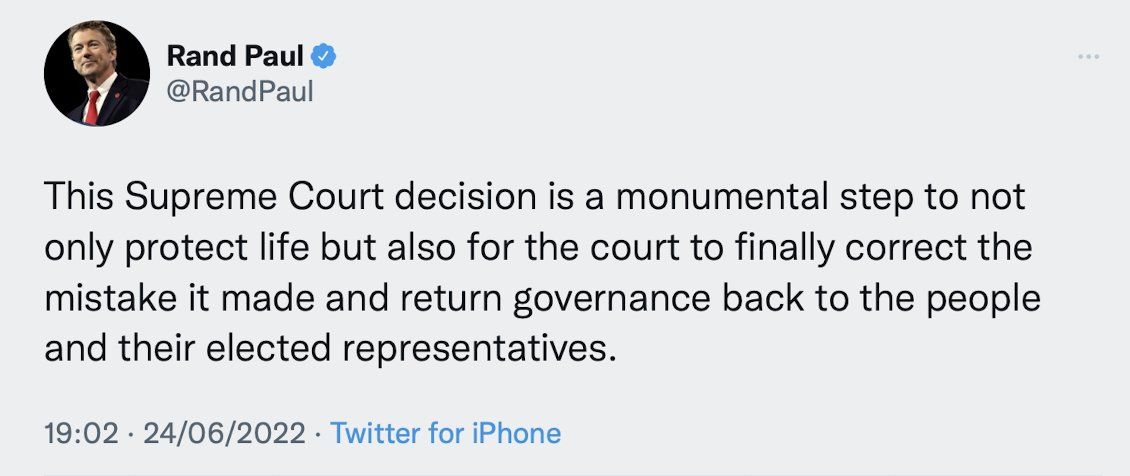 Rand Paul
@RandPaul
This Supreme Court decision is a monumental step to not
only protect life but also for the court to finally correct the
mistake it made and return governance back to the people
and their elected representatives.
19:02 · 24/06/2022 · Twitter for iPhone